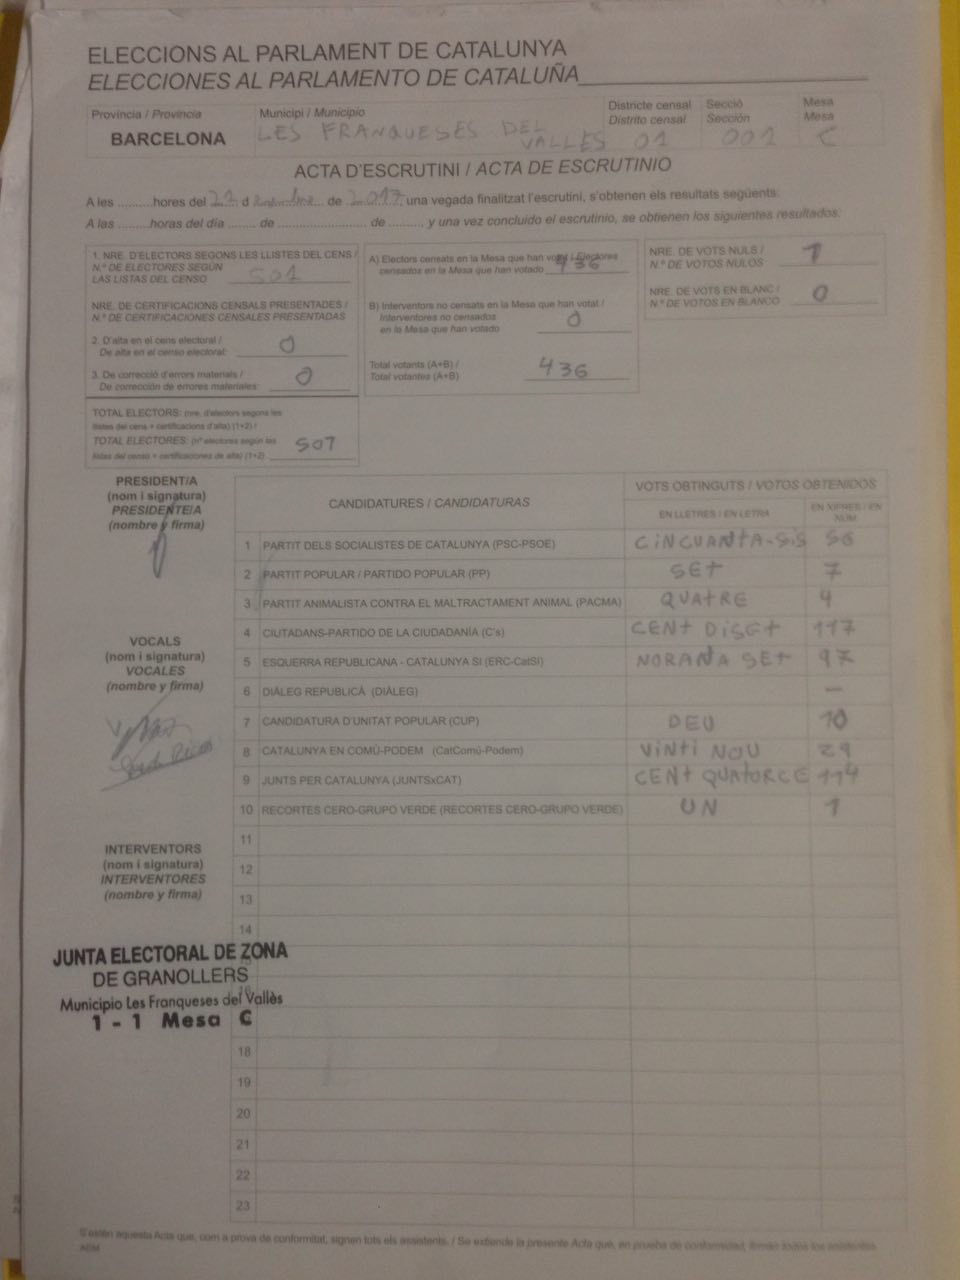 ELECCIONS AL PARLAMENT DE CATALUNYA
ELECCIONES AL PARLAMENTO DE CATALUÑA
Província / Provincia
BARCELONA
Municipi / Municipio
LES FRANQUESES DEL
VALLES
Districte censal
Distrito censal
01
Secció
Sección
001
Mesa
Mesa
C
ACTA D'ESCRUTINI / ACTA DE ESCRUTINIO
A les ..........hores del 21 d ............ de 2.017, una vegada finalitzat l'escrutini, s'obtenen els resultats següents:
A las .........horas del día ........ de ........................... de ........, y una vez concluido el escrutinio, se obtienen los siguientes resultados:
1. NRE. D'ELECTORS SEGONS LES LLISTES DEL CENS /
N.º DE ELECTORES SEGÚN
LAS LISTAS DEL CENSO
NRE. DE CERTIFICACIONS CENSALS PRESENTADES /
N.º DE CERTIFICACIONES CENSALES PRESENTADAS
2. D'alta en el cens electoral /
De alta en el censo electoral: 0
3. De correcció d'errors materials /
De corrección de errores materiales: 0
TOTAL ELECTORS: (nre. d'electors segons les
llistes del cens + certificacions d'alta) (1+2) /
TOTAL ELECTORES: (nº electores según las
listas del censo + certificaciones de alta) (1+2) 507
A) Electors censats en la Mesa que han votat / Electores
censados en la Mesa que han votado 436
B) Interventors no censats en la Mesa que han votat /
Interventores no censados
en la Mesa que han votado 0
Total votants (A+B) /
Total votantes (A+B) 436
NRE. DE VOTS NULS /
N.º DE VOTOS NULOS 1
NRE. DE VOTS EN BLANC /
N.º DE VOTOS EN BLANCO 0
PRESIDENT/A
(nom i signatura)
PRESIDENTE/A
(nombre y firma)
VOCALS
(nom i signatura)
VOCALES
(nombre y firma)
INTERVENTORS
(nom i signatura)
INTERVENTORES
(nombre y firma)
CANDIDATURES / CANDIDATURAS
VOTS OBTINGUTS / VOTOS OBTENIDOS
EN LLETRES / EN LETRA
EN XIFRES / EN
NÚM.
1 PARTIT DELS SOCIALISTES DE CATALUNYA (PSC-PSOE) CINCUANTA-SIS 56
2 PARTIT POPULAR / PARTIDO POPULAR (PP) SET 7
3 PARTIT ANIMALISTA CONTRA EL MALTRACTAMENT ANIMAL (PACMA) QUATRE 4
4 CIUTADANS-PARTIDO DE LA CIUDADANÍA (C's) CENT DISET 117
5 ESQUERRA REPUBLICANA - CATALUNYA SÍ (ERC-CatSÍ) NORANA SET 97
6 DIÀLEG REPUBLICÀ (DIÀLEG) —
7 CANDIDATURA D'UNITAT POPULAR (CUP) DEU 10
8 CATALUNYA EN COMÚ-PODEM (CatComú-Podem) VINTI NOU 29
9 JUNTS PER CATALUNYA (JUNTSxCAT) CENT QUATORCE 114
10 RECORTES CERO-GRUPO VERDE (RECORTES CERO-GRUPO VERDE) UN 1
11
12
13
14
JUNTA ELECTORAL DE ZONA
DE GRANOLLERS
Municipio Les Franqueses del Vallès
1 - 1 Mesa C
18
19
20
21
22
23
S'estén aquesta Acta que, com a prova de conformitat, signen tots els assistents. / Se extiende la presente Acta que, en prueba de conformidad, firman todos los asistentes.